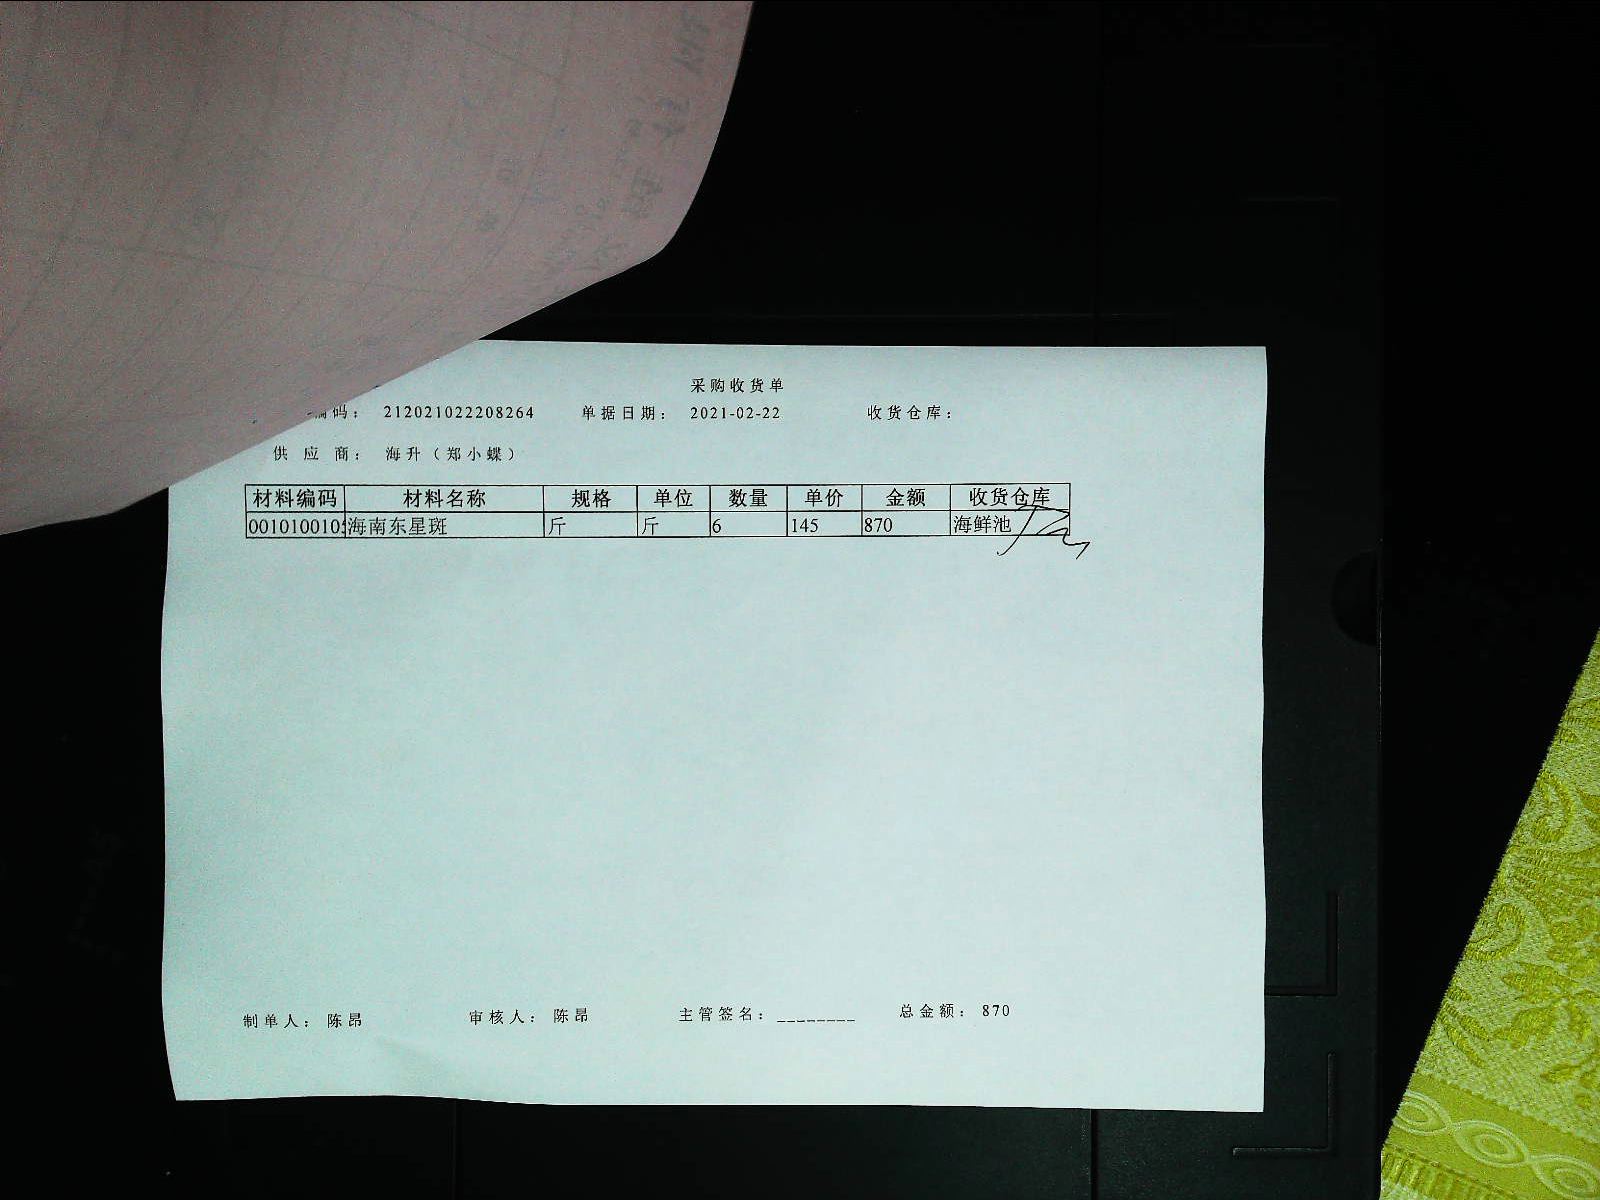 采购收货单
编码： 212021022208264 单据日期： 2021-02-22 收货仓库：
供应商： 海升（郑小蝶）
材料编码 材料名称 规格 单位 数量 单价 金额 收货仓库
0010100105 海南东星斑 斤 斤 6 145 870 海鲜池
制单人： 陈昂 审核人： 陈昂 主管签名：________ 总金额： 870